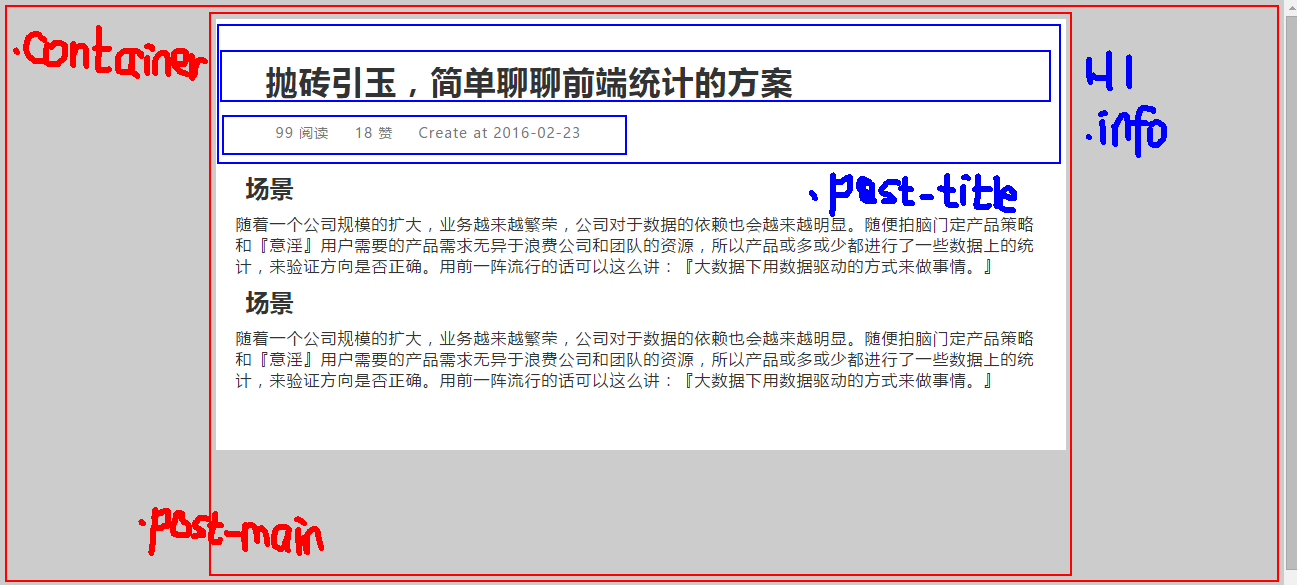 .container
抛砖引玉，简单聊聊前端统计的方案
H1
99 阅读 18 赞 Create at 2016-02-23
.info
场景
.post-title
随着一个公司规模的扩大，业务越来越繁荣，公司对于数据的依赖也会越来越明显。随便拍脑门定产品策略
和『意淫』用户需要的产品需求无异于浪费公司和团队的资源，所以产品或多或少都进行了一些数据上的统
计，来验证方向是否正确。用前一阵流行的话可以这么讲：『大数据下用数据驱动的方式来做事情。』
场景
随着一个公司规模的扩大，业务越来越繁荣，公司对于数据的依赖也会越来越明显。随便拍脑门定产品策略
和『意淫』用户需要的产品需求无异于浪费公司和团队的资源，所以产品或多或少都进行了一些数据上的统
计，来验证方向是否正确。用前一阵流行的话可以这么讲：『大数据下用数据驱动的方式来做事情。』
.post-main